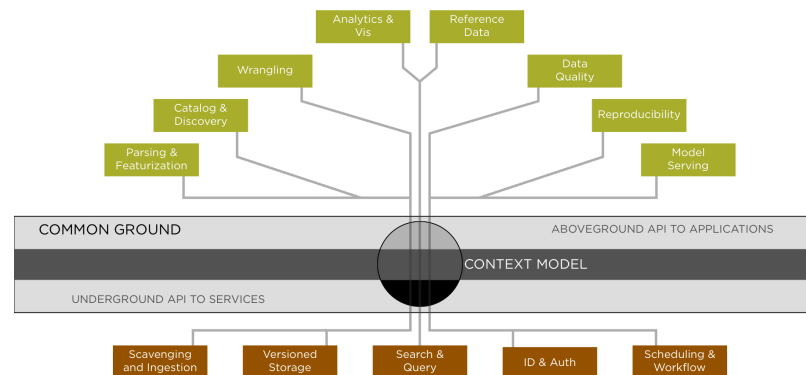 Analytics &
Vis
Reference
Data
Wrangling
Data
Quality
Catalog &
Discovery
Reproducibility
Parsing &
Featurization
Model
Serving
COMMON GROUND
ABOVEGROUND API TO APPLICATIONS
CONTEXT MODEL
UNDERGROUND API TO SERVICES
Scavenging
and Ingestion
Versioned
Storage
Search &
Query
ID & Auth
Scheduling &
Workflow